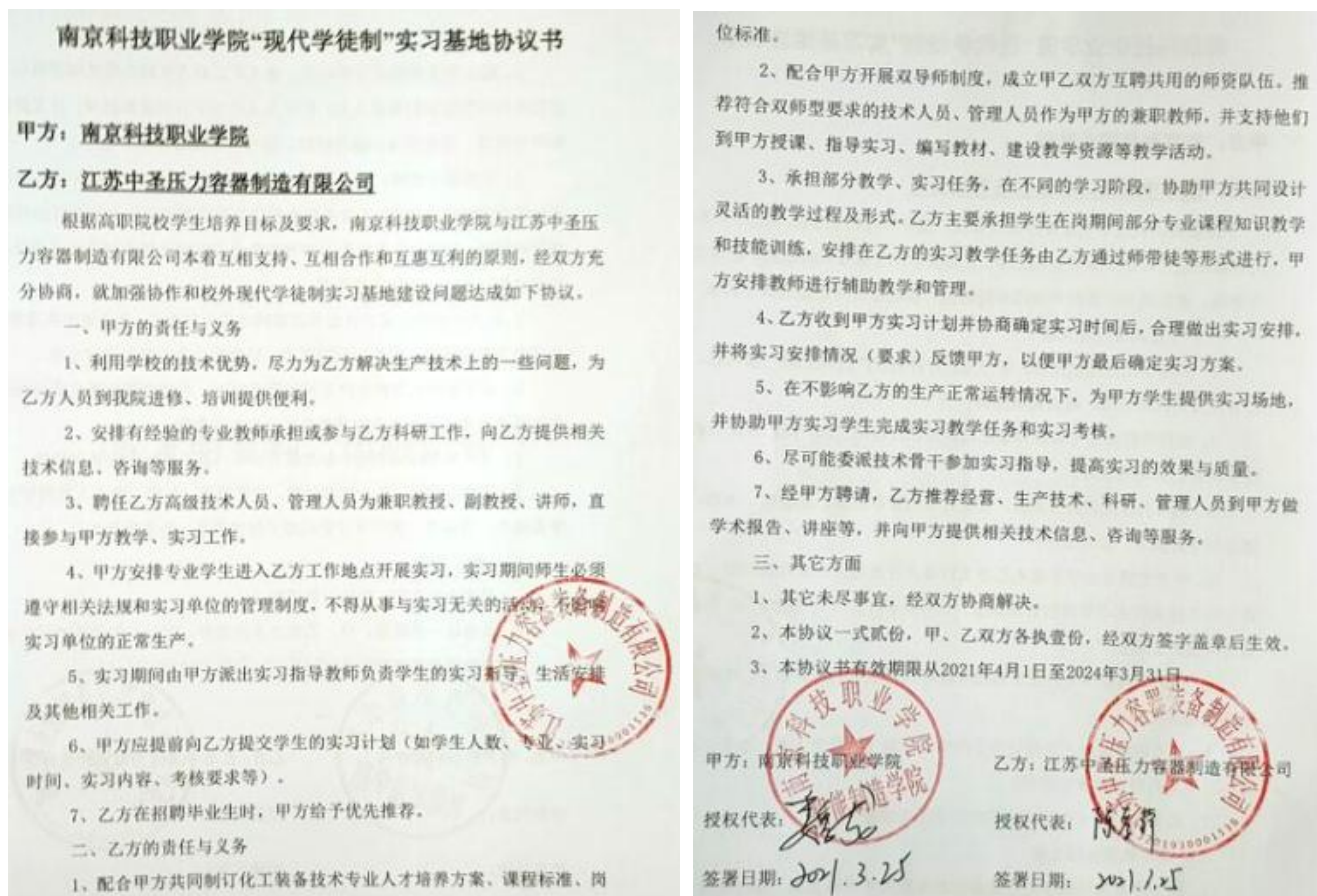 南京科技职业学院“现代学徒制”实习基地协议书
甲方：南京科技职业学院
乙方：江苏中圣压力容器制造有限公司
根据高职院校学生培养目标及要求，南京科技职业学院与江苏中圣压
力容器制造有限公司本着互相支持、互相合作和互惠互利的原则，经双方充
分协商，就加强协作和校外现代学徒制实习基地建设问题达成如下协议。
一、甲方的责任与义务
1、利用学校的技术优势，尽力为乙方解决生产技术上的一些问题，为
乙方人员到我院进修、培训提供便利。
2、安排有经验的专业教师承担或参与乙方科研工作，向乙方提供相关
技术信息、咨询等服务。
3、聘任乙方高级技术人员、管理人员为兼职教授、副教授、讲师，直
接参与甲方教学、实习工作。
4、甲方安排专业学生进入乙方工作地点开展实习，实习期间师生必须
遵守相关法规和实习单位的管理制度，不得从事与实习无关的活动，不影响
实习单位的正常生产。
5、实习期间由甲方派出实习指导教师负责学生的实习指导、生活安排
及其他相关工作。
6、甲方应提前向乙方提交学生的实习计划（如学生人数、专业、实习
时间、实习内容、考核要求等）。
7、乙方在招聘毕业生时，甲方给予优先推荐。
二、乙方的责任与义务
1、配合甲方共同制订化工装备技术专业人才培养方案、课程标准、岗
江苏中圣压力容器装备制造有限公司
位标准。
2、配合甲方开展双导师制度，成立甲乙双方互聘共用的师资队伍。推
荐符合双师型要求的技术人员、管理人员作为甲方的兼职教师，并支持他们
到甲方授课、指导实习、编写教材、建设教学资源等教学活动。
3、承担部分教学、实习任务，在不同的学习阶段，协助甲方共同设计
灵活的教学过程及形式。乙方主要承担学生在岗期间部分专业课程知识教学
和技能训练，安排在乙方的实习教学任务由乙方通过师带徒等形式进行，甲
方安排教师进行辅助教学和管理。
4、乙方收到甲方实习计划并协商确定实习时间后，合理做出实习安排，
并将实习安排情况（要求）反馈甲方，以便甲方最后确定实习方案。
5、在不影响乙方的生产正常运转情况下，为甲方学生提供实习场地，
并协助甲方实习学生完成实习教学任务和实习考核。
6、尽可能委派技术骨干参加实习指导，提高实习的效果与质量。
7、经甲方聘请，乙方推荐经营、生产技术、科研、管理人员到甲方做
学术报告、讲座等，并向甲方提供相关技术信息、咨询等服务。
三、其它方面
1、其它未尽事宜，经双方协商解决。
2、本协议一式贰份，甲、乙双方各执壹份，经双方签字盖章后生效。
3、本协议书有效期限从2021年4月1日至2024年3月31日
甲方：南京科技职业学院
乙方：江苏中圣压力容器制造有限公司
授权代表：
授权代表：
签署日期：2021.3.25
签署日期：2021.
南京科技职业学院
智能制造学院
江苏中圣压力容器装备制造有限公司